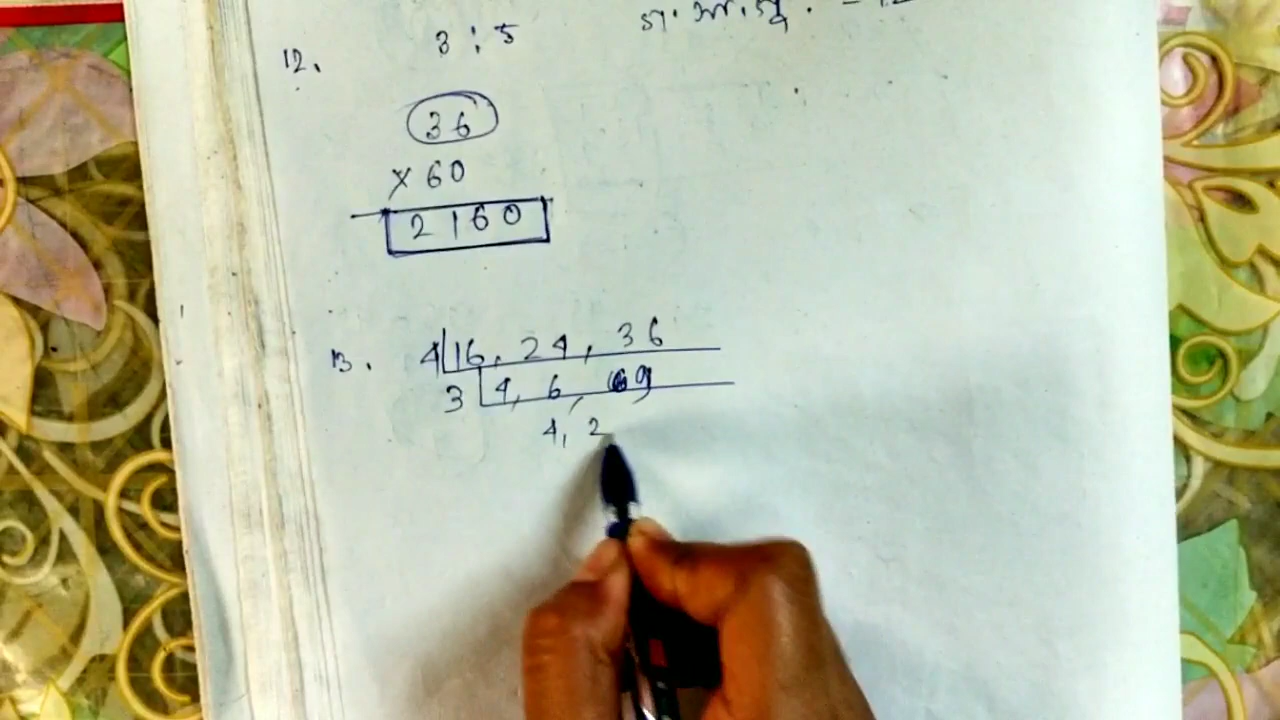 12. 3 : 5
36
× 60
2160
13. 4 16, 24, 36
3 4, 6, 9
4, 2